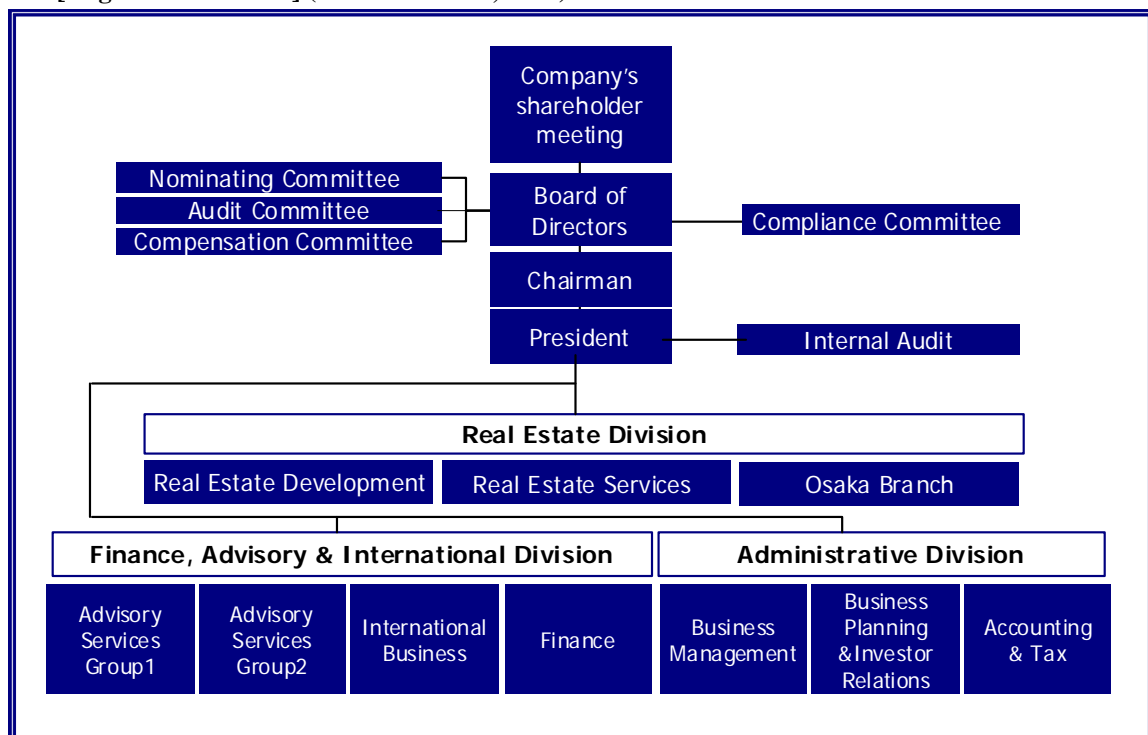 Company's
shareholder
meeting
Nominating Committee
Audit Committee
Compensation Committee
Board of
Directors
Compliance Committee
Chairman
President
Internal Audit
Real Estate Division
Real Estate Development
Real Estate Services
Osaka Branch
Finance, Advisory & International Division
Administrative Division
Advisory
Services
Group1
Advisory
Services
Group2
International
Business
Finance
Business
Management
Business
Planning
&Investor
Relations
Accounting
& Tax